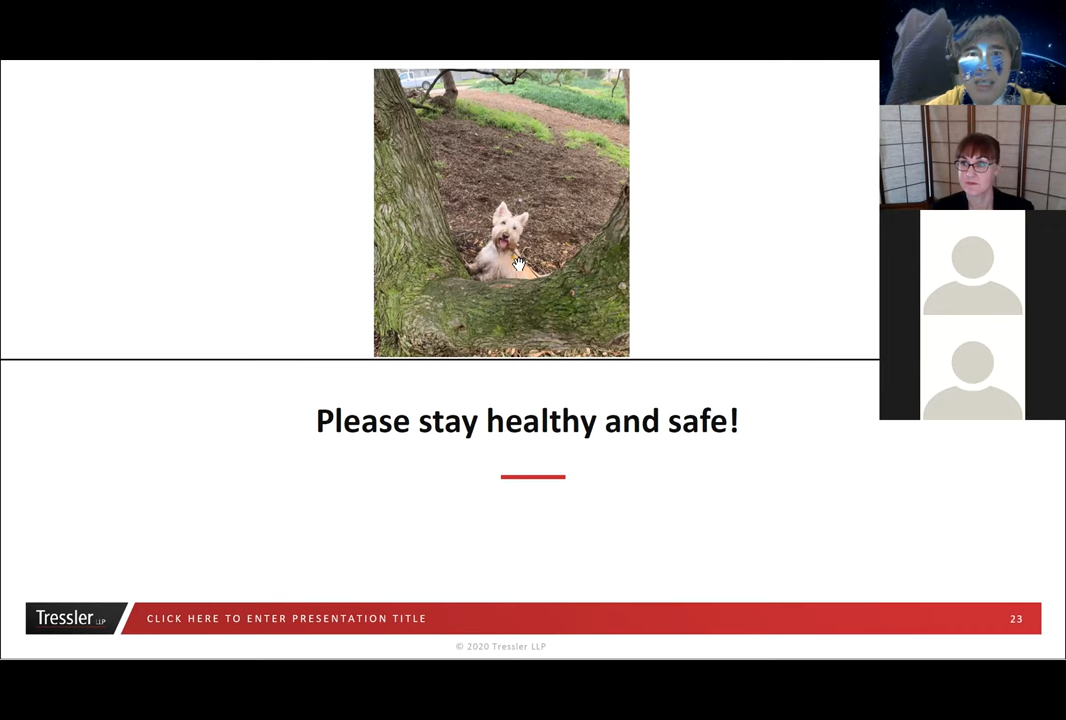 Please stay healthy and safe!
Tressler LLP
CLICK HERE TO ENTER PRESENTATION TITLE
23
© 2020 Tressler LLP